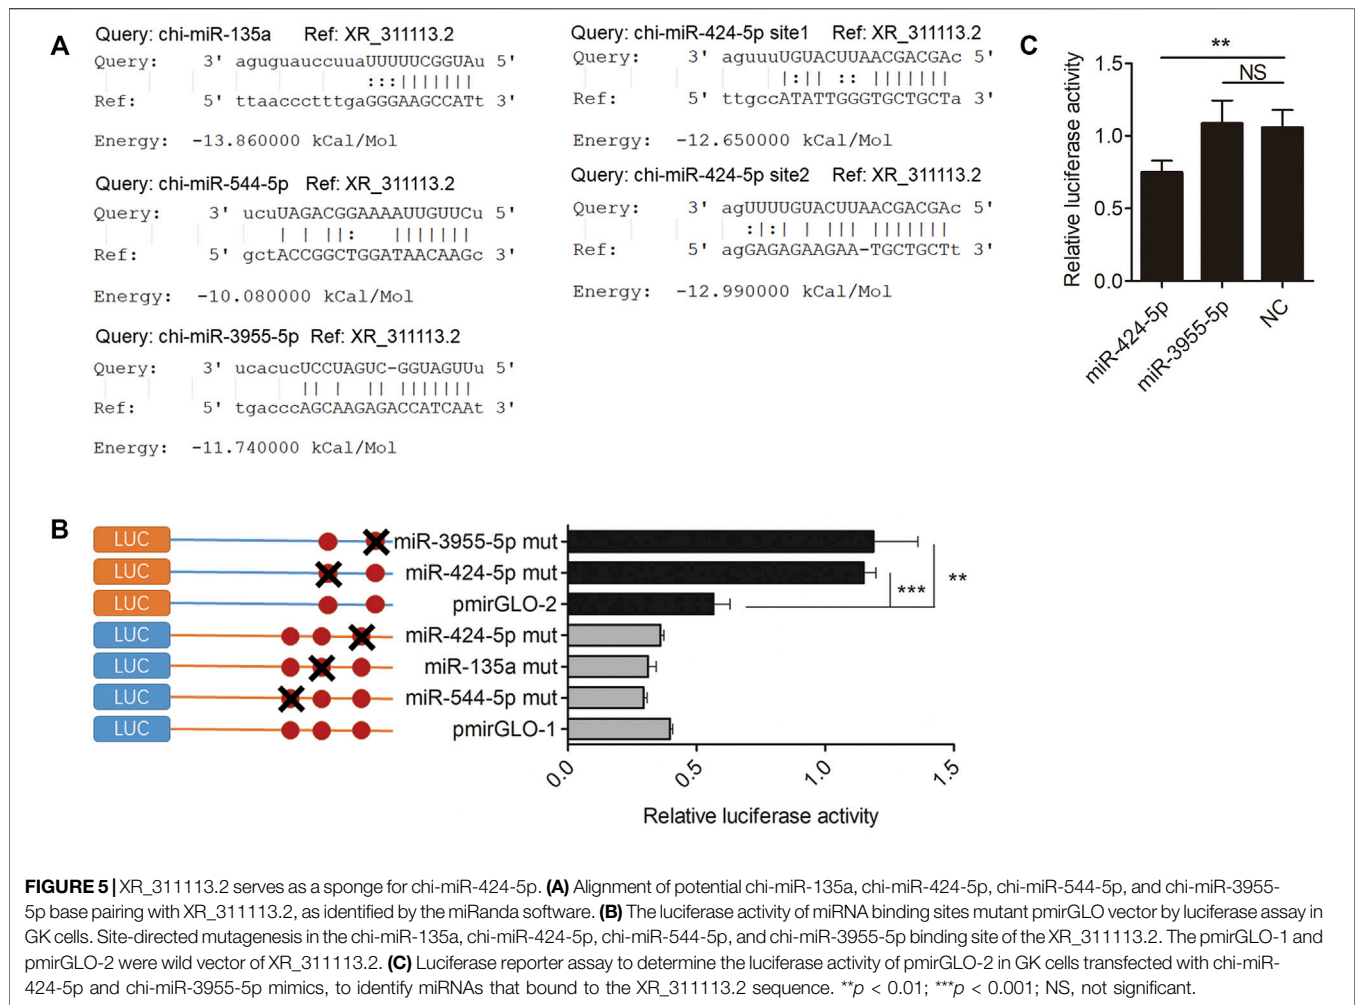 A
Query: chi-miR-135a Ref: XR_311113.2
Query: 3' aguguauccuuaUUUUUCGGUAu 5'
:::|||||||
Ref: 5' ttaaccctttgaGGGAAGCCATt 3'
Energy: -13.860000 kCal/Mol
Query: chi-miR-544-5p Ref: XR_311113.2
Query: 3' ucuUAGACGGAAAAUUGUUCu 5'
| | ||: |||||||
Ref: 5' gctACCGGCTGGATAACAAGc 3'
Energy: -10.080000 kCal/Mol
Query: chi-miR-3955-5p Ref: XR_311113.2
Query: 3' ucacucUCCUAGUC-GGUAGUUu 5'
|| | || |||||||
Ref: 5' tgacccAGCAAGAGACCATCAAt 3'
Energy: -11.740000 kCal/Mol
Query: chi-miR-424-5p site1 Ref: XR_311113.2
Query: 3' aguuuUGUACUUAACGACGAc 5'
|:|| :: |||||||
Ref: 5' ttgccATATTGGGTGCTGCTa 3'
Energy: -12.650000 kCal/Mol
Query: chi-miR-424-5p site2 Ref: XR_311113.2
Query: 3' agUUUUGUACUUAACGACGAc 5'
:|:| | ||| |||||||
Ref: 5' agGAGAGAAGAA-TGCTGCTt 3'
Energy: -12.990000 kCal/Mol
C
**
NS
Relative luciferase activity
1.5
1.0
0.5
0.0
miR-424-5p
miR-3955-5p
NC
B
LUC miR-3955-5p mut
LUC miR-424-5p mut
LUC pmirGLO-2
LUC miR-424-5p mut
LUC miR-135a mut
LUC miR-544-5p mut
LUC pmirGLO-1
***
**
0.0 0.5 1.0 1.5
Relative luciferase activity
FIGURE 5 | XR_311113.2 serves as a sponge for chi-miR-424-5p. (A) Alignment of potential chi-miR-135a, chi-miR-424-5p, chi-miR-544-5p, and chi-miR-3955-
5p base pairing with XR_311113.2, as identified by the miRanda software. (B) The luciferase activity of miRNA binding sites mutant pmirGLO vector by luciferase assay in
GK cells. Site-directed mutagenesis in the chi-miR-135a, chi-miR-424-5p, chi-miR-544-5p, and chi-miR-3955-5p binding site of the XR_311113.2. The pmirGLO-1 and
pmirGLO-2 were wild vector of XR_311113.2. (C) Luciferase reporter assay to determine the luciferase activity of pmirGLO-2 in GK cells transfected with chi-miR-
424-5p and chi-miR-3955-5p mimics, to identify miRNAs that bound to the XR_311113.2 sequence. **p < 0.01; ***p < 0.001; NS, not significant.